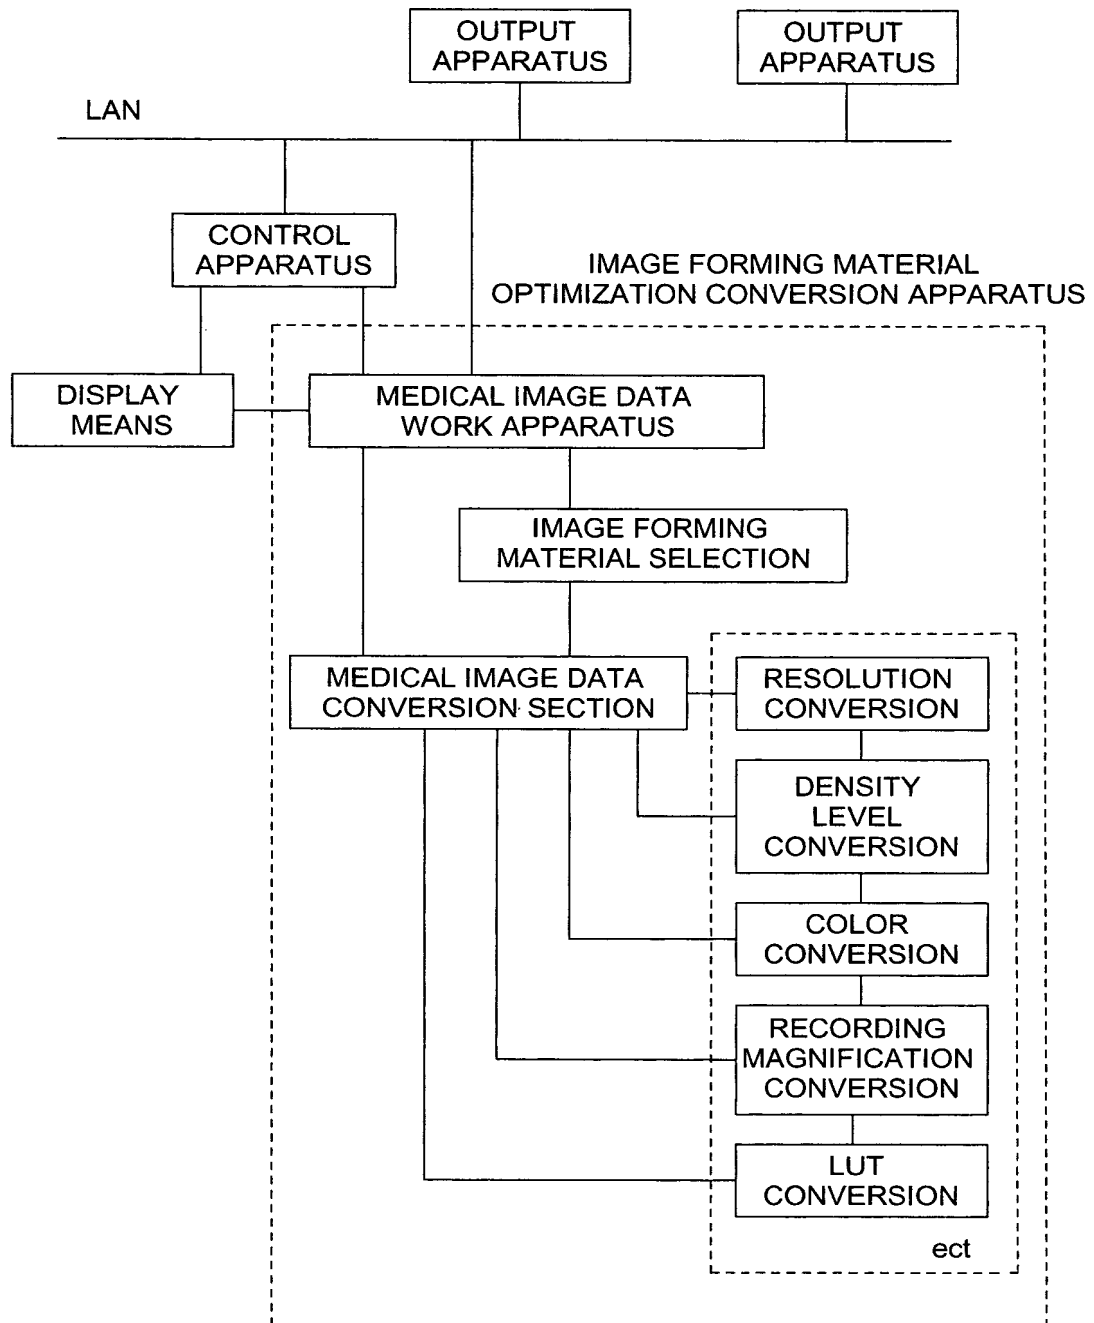 OUTPUT
APPARATUS
OUTPUT
APPARATUS
LAN
CONTROL
APPARATUS
IMAGE FORMING MATERIAL
OPTIMIZATION CONVERSION APPARATUS
DISPLAY
MEANS
MEDICAL IMAGE DATA
WORK APPARATUS
IMAGE FORMING
MATERIAL SELECTION
MEDICAL IMAGE DATA
CONVERSION SECTION
RESOLUTION
CONVERSION
DENSITY
LEVEL
CONVERSION
COLOR
CONVERSION
RECORDING
MAGNIFICATION
CONVERSION
LUT
CONVERSION
ect